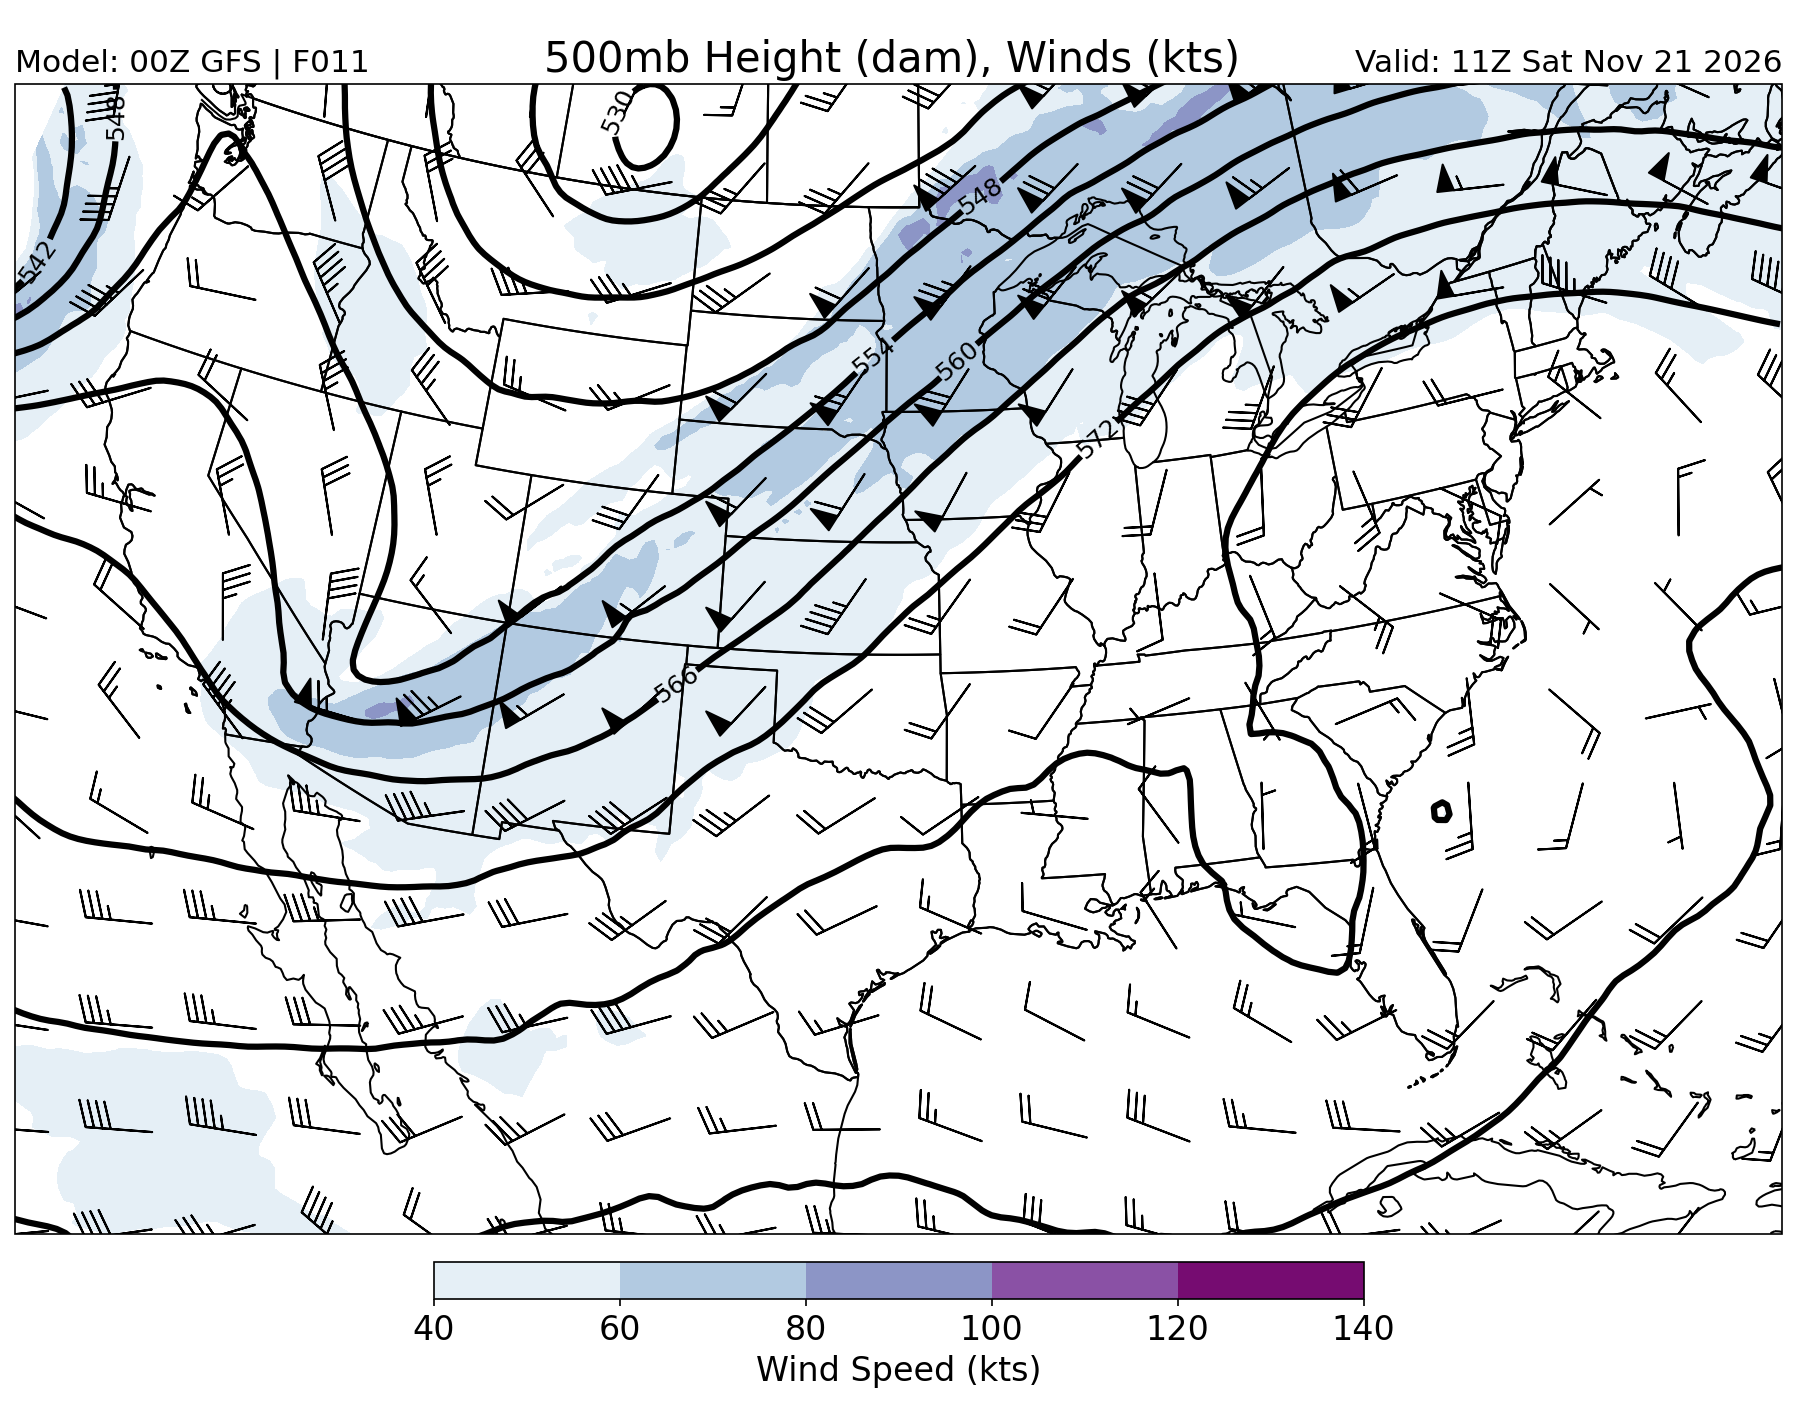 Model: 00Z GFS | F011
500mb Height (dam), Winds (kts)
Valid: 11Z Sat Nov 21 2026
548
530
548
542
554
560
572
566
40 60 80 100 120 140
Wind Speed (kts)